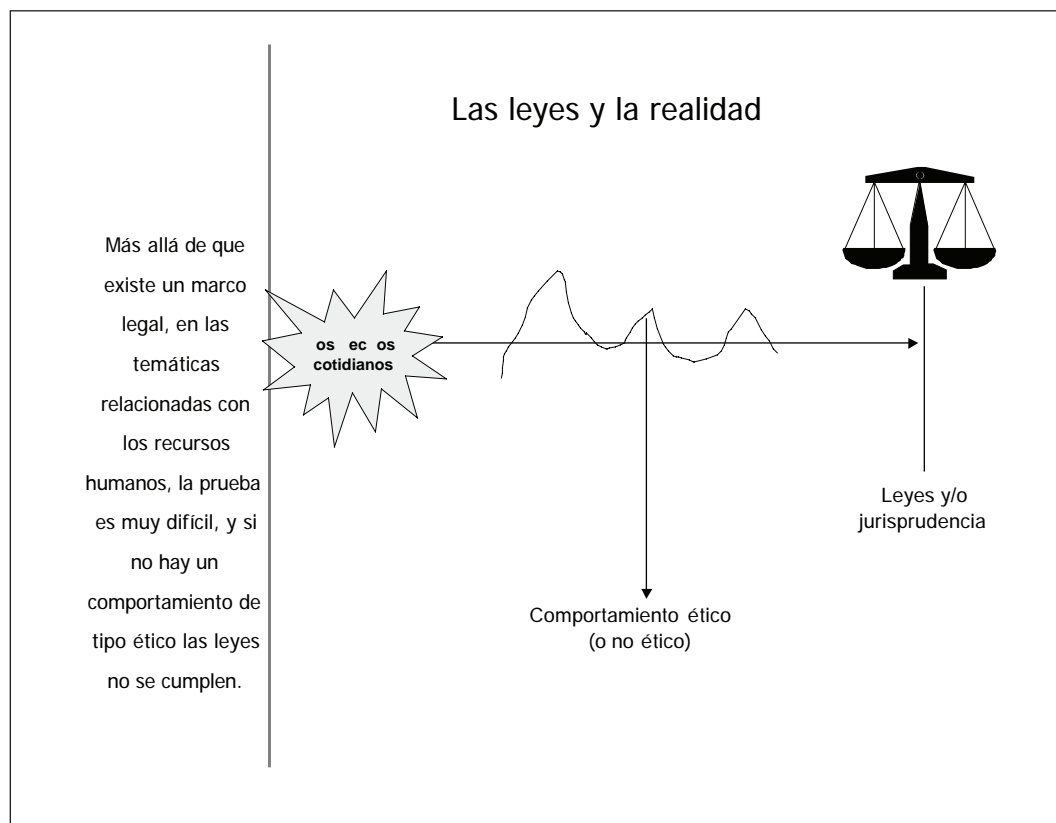 Las leyes y la realidad
Más allá de que
existe un marco
legal, en las
temáticas
relacionadas con
los recursos
humanos, la prueba
es muy difícil, y si
no hay un
comportamiento de
tipo ético las leyes
no se cumplen.
os ec os
cotidianos
Comportamiento ético
(o no ético)
Leyes y/o
jurisprudencia